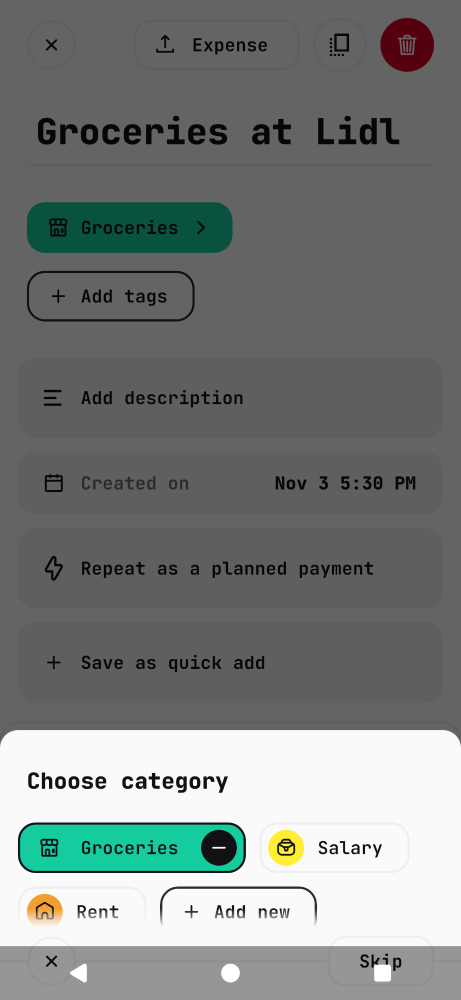 Expense
Groceries at Lidl
Groceries
Add tags
Add description
Created on Nov 3 5:30 PM
Repeat as a planned payment
Save as quick add
Choose category
Groceries Salary
Rent Add new
Skip